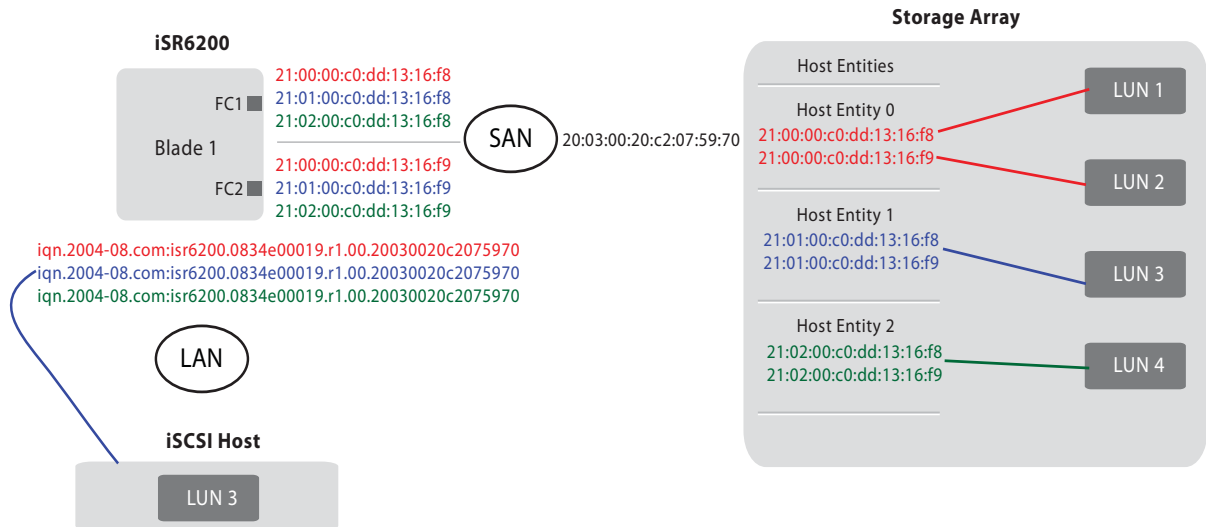 Storage Array
iSR6200
Blade 1
FC1
21:00:00:c0:dd:13:16:f8
21:01:00:c0:dd:13:16:f8
21:02:00:c0:dd:13:16:f8
FC2
21:00:00:c0:dd:13:16:f9
21:01:00:c0:dd:13:16:f9
21:02:00:c0:dd:13:16:f9
SAN
20:03:00:20:c2:07:59:70
Host Entities
Host Entity 0
21:00:00:c0:dd:13:16:f8
21:00:00:c0:dd:13:16:f9
Host Entity 1
21:01:00:c0:dd:13:16:f8
21:01:00:c0:dd:13:16:f9
Host Entity 2
21:02:00:c0:dd:13:16:f8
21:02:00:c0:dd:13:16:f9
LUN 1
LUN 2
LUN 3
LUN 4
iqn.2004-08.com:isr6200.0834e00019.r1.00.20030020c2075970
iqn.2004-08.com:isr6200.0834e00019.r1.00.20030020c2075970
iqn.2004-08.com:isr6200.0834e00019.r1.00.20030020c2075970
LAN
iSCSI Host
LUN 3